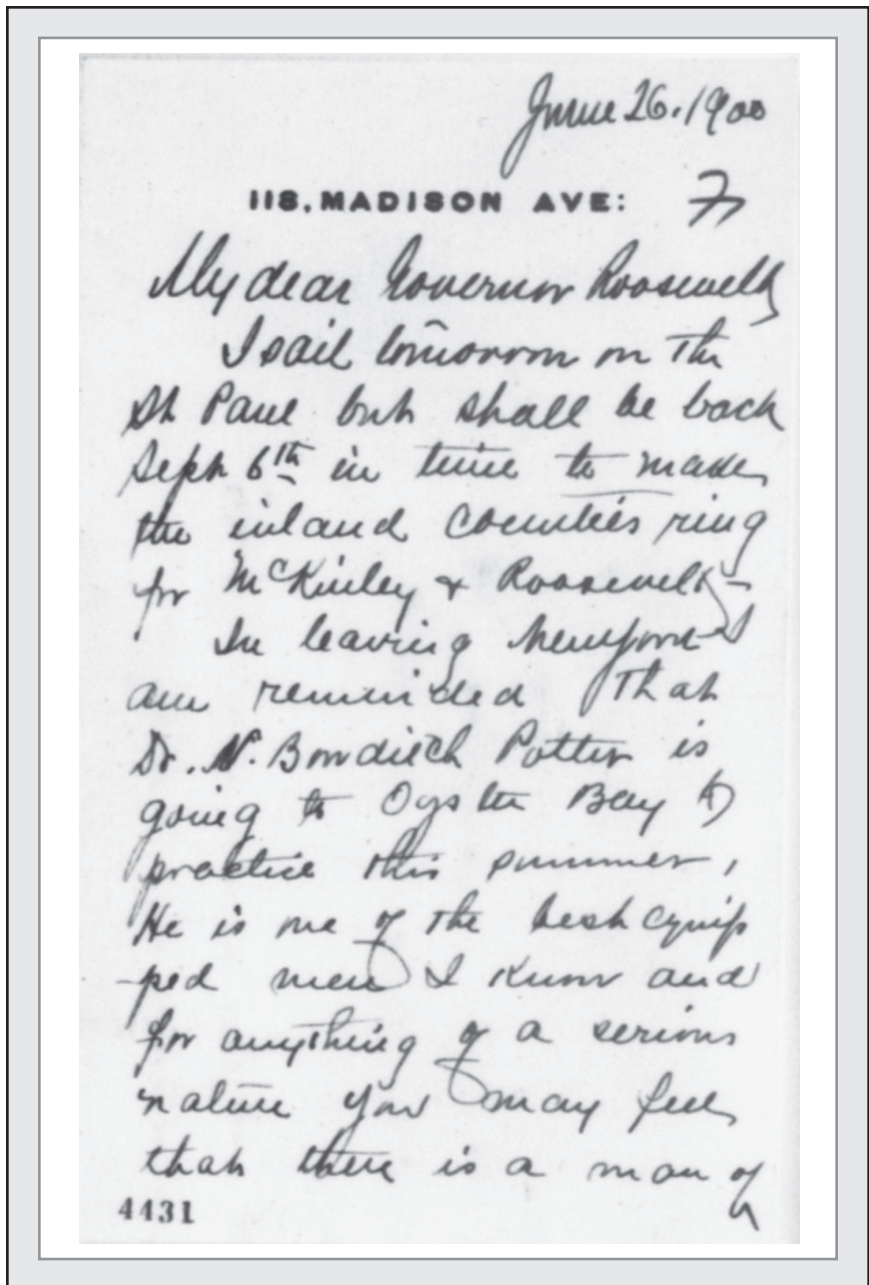 June 26. 1900
118, MADISON AVE:
7
My dear Governor Roosevelt
I sail tomorrow on the
St Paul but shall be back
Sept 6th in time to make
the inland counties ring
for McKinley & Roosevelt -
In leaving I
am reminded that
Dr. N. Bowditch Potter is
going to Oyster Bay to
practice this summer,
He is one of the best equip
-ped men I know and
for anything of a serious
nature you may feel
that there is a man of
4431